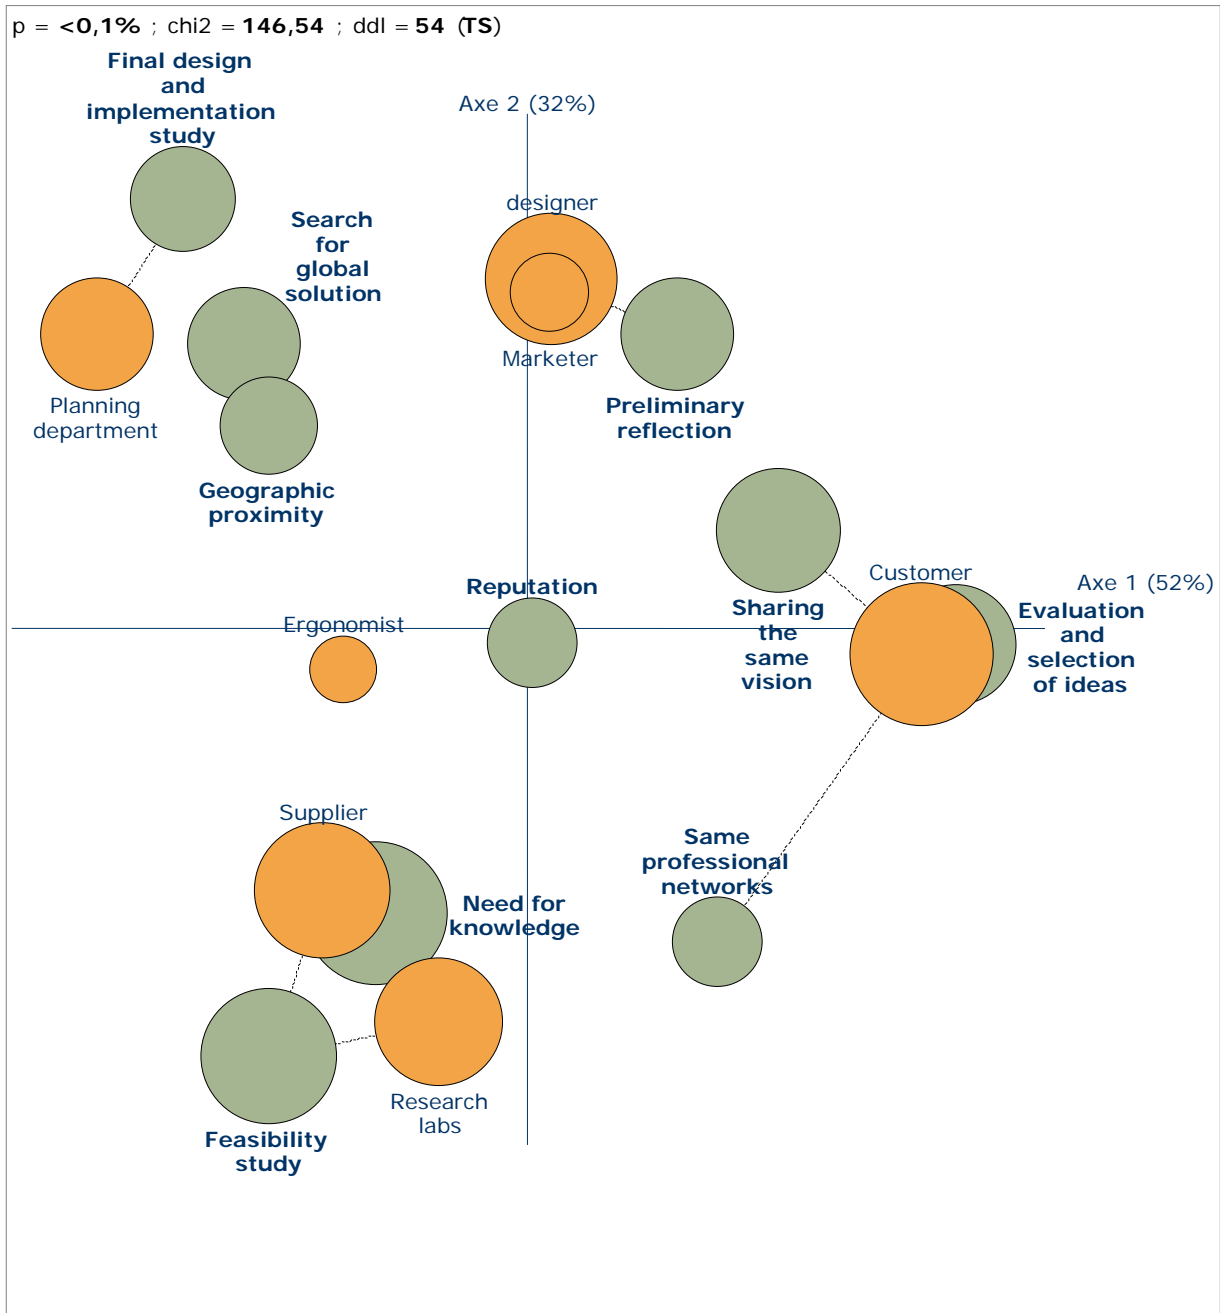 p = <0,1% ; chi2 = 146,54 ; ddl = 54 (TS)
Final design
and
implementation
study
Axe 2 (32%)
designer
Search
for
global
solution
Marketer
Planning
department
Preliminary
reflection
Geographic
proximity
Customer
Axe 1 (52%)
Reputation
Ergonomist
Sharing
the
same
vision
Evaluation
and
selection
of ideas
Supplier
Same
professional
networks
Need for
knowledge
Research
labs
Feasibility
study